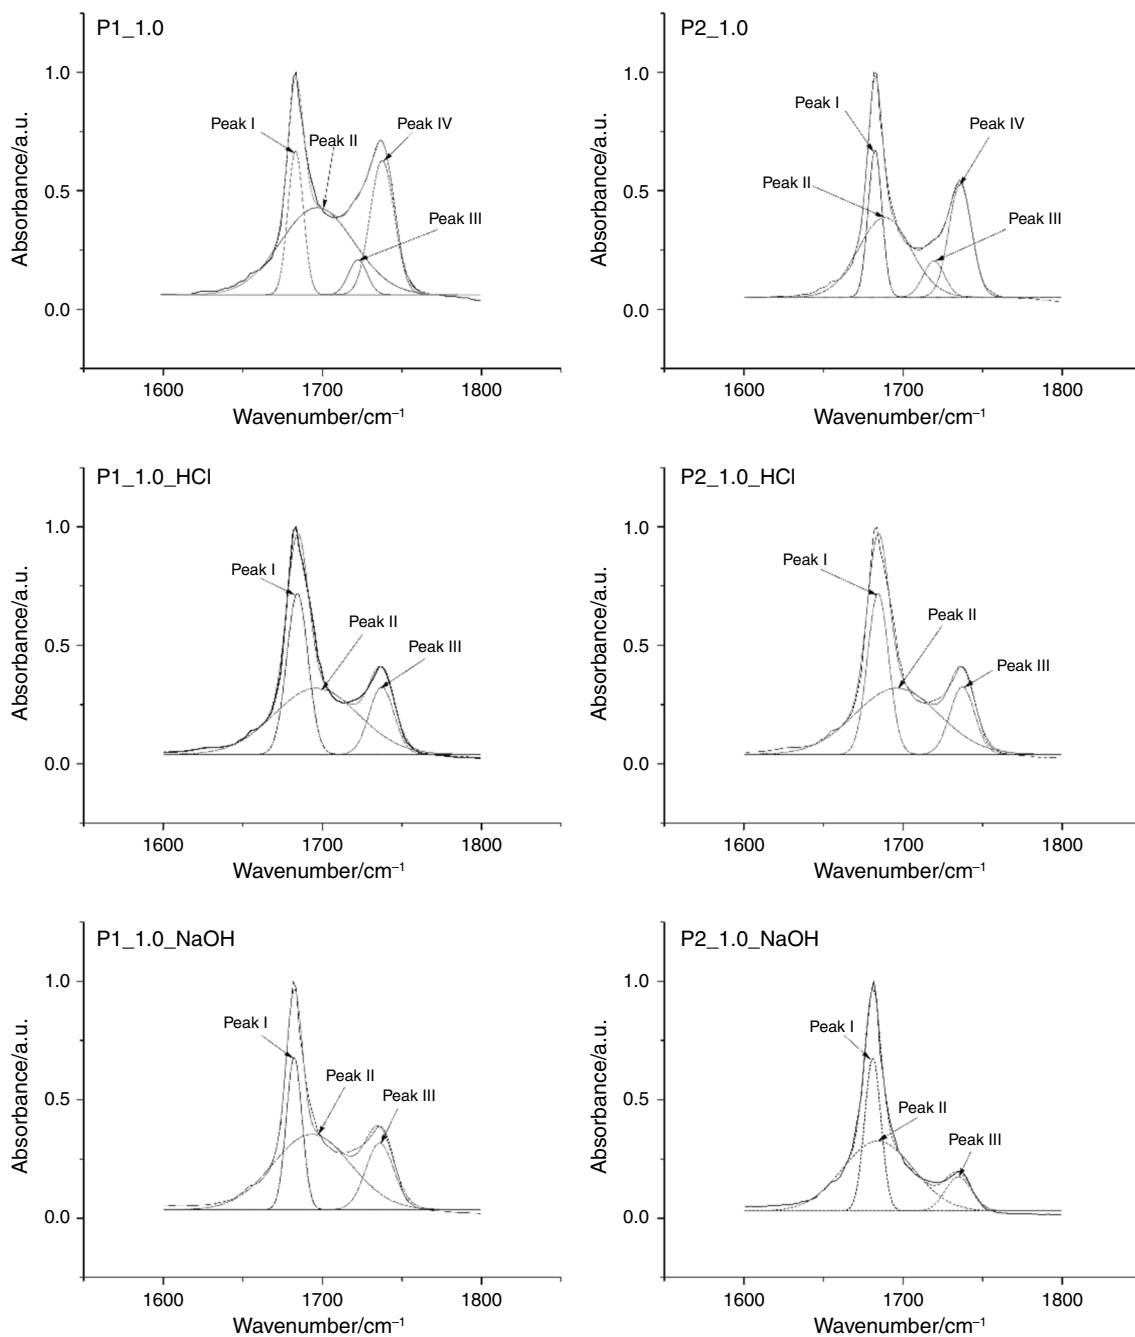 P1_1.0
Absorbance/a.u.
1.0
0.5
0.0
Peak I
Peak II
Peak IV
Peak III
1600 1700 1800
Wavenumber/cm⁻¹
P2_1.0
Absorbance/a.u.
1.0
0.5
0.0
Peak I
Peak IV
Peak II
Peak III
1600 1700 1800
Wavenumber/cm⁻¹
P1_1.0_HCl
Absorbance/a.u.
1.0
0.5
0.0
Peak I
Peak II
Peak III
1600 1700 1800
Wavenumber/cm⁻¹
P2_1.0_HCl
Absorbance/a.u.
1.0
0.5
0.0
Peak I
Peak II
Peak III
1600 1700 1800
Wavenumber/cm⁻¹
P1_1.0_NaOH
Absorbance/a.u.
1.0
0.5
0.0
Peak I
Peak II
Peak III
1600 1700 1800
Wavenumber/cm⁻¹
P2_1.0_NaOH
Absorbance/a.u.
1.0
0.5
0.0
Peak I
Peak II
Peak III
1600 1700 1800
Wavenumber/cm⁻¹